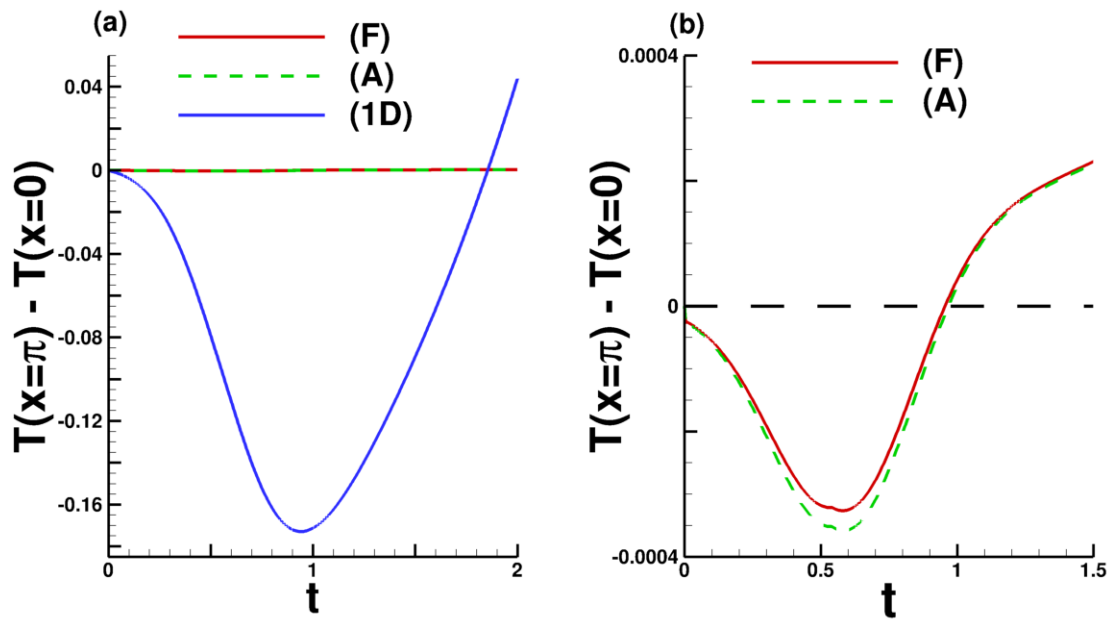 (a)
(F)
(A)
(1D)
0.04
0
-0.04
-0.08
-0.12
-0.16
T(x=π) - T(x=0)
0
1
2
t
(b)
(F)
(A)
0.0004
0
-0.0004
T(x=π) - T(x=0)
0
0.5
1
1.5
t